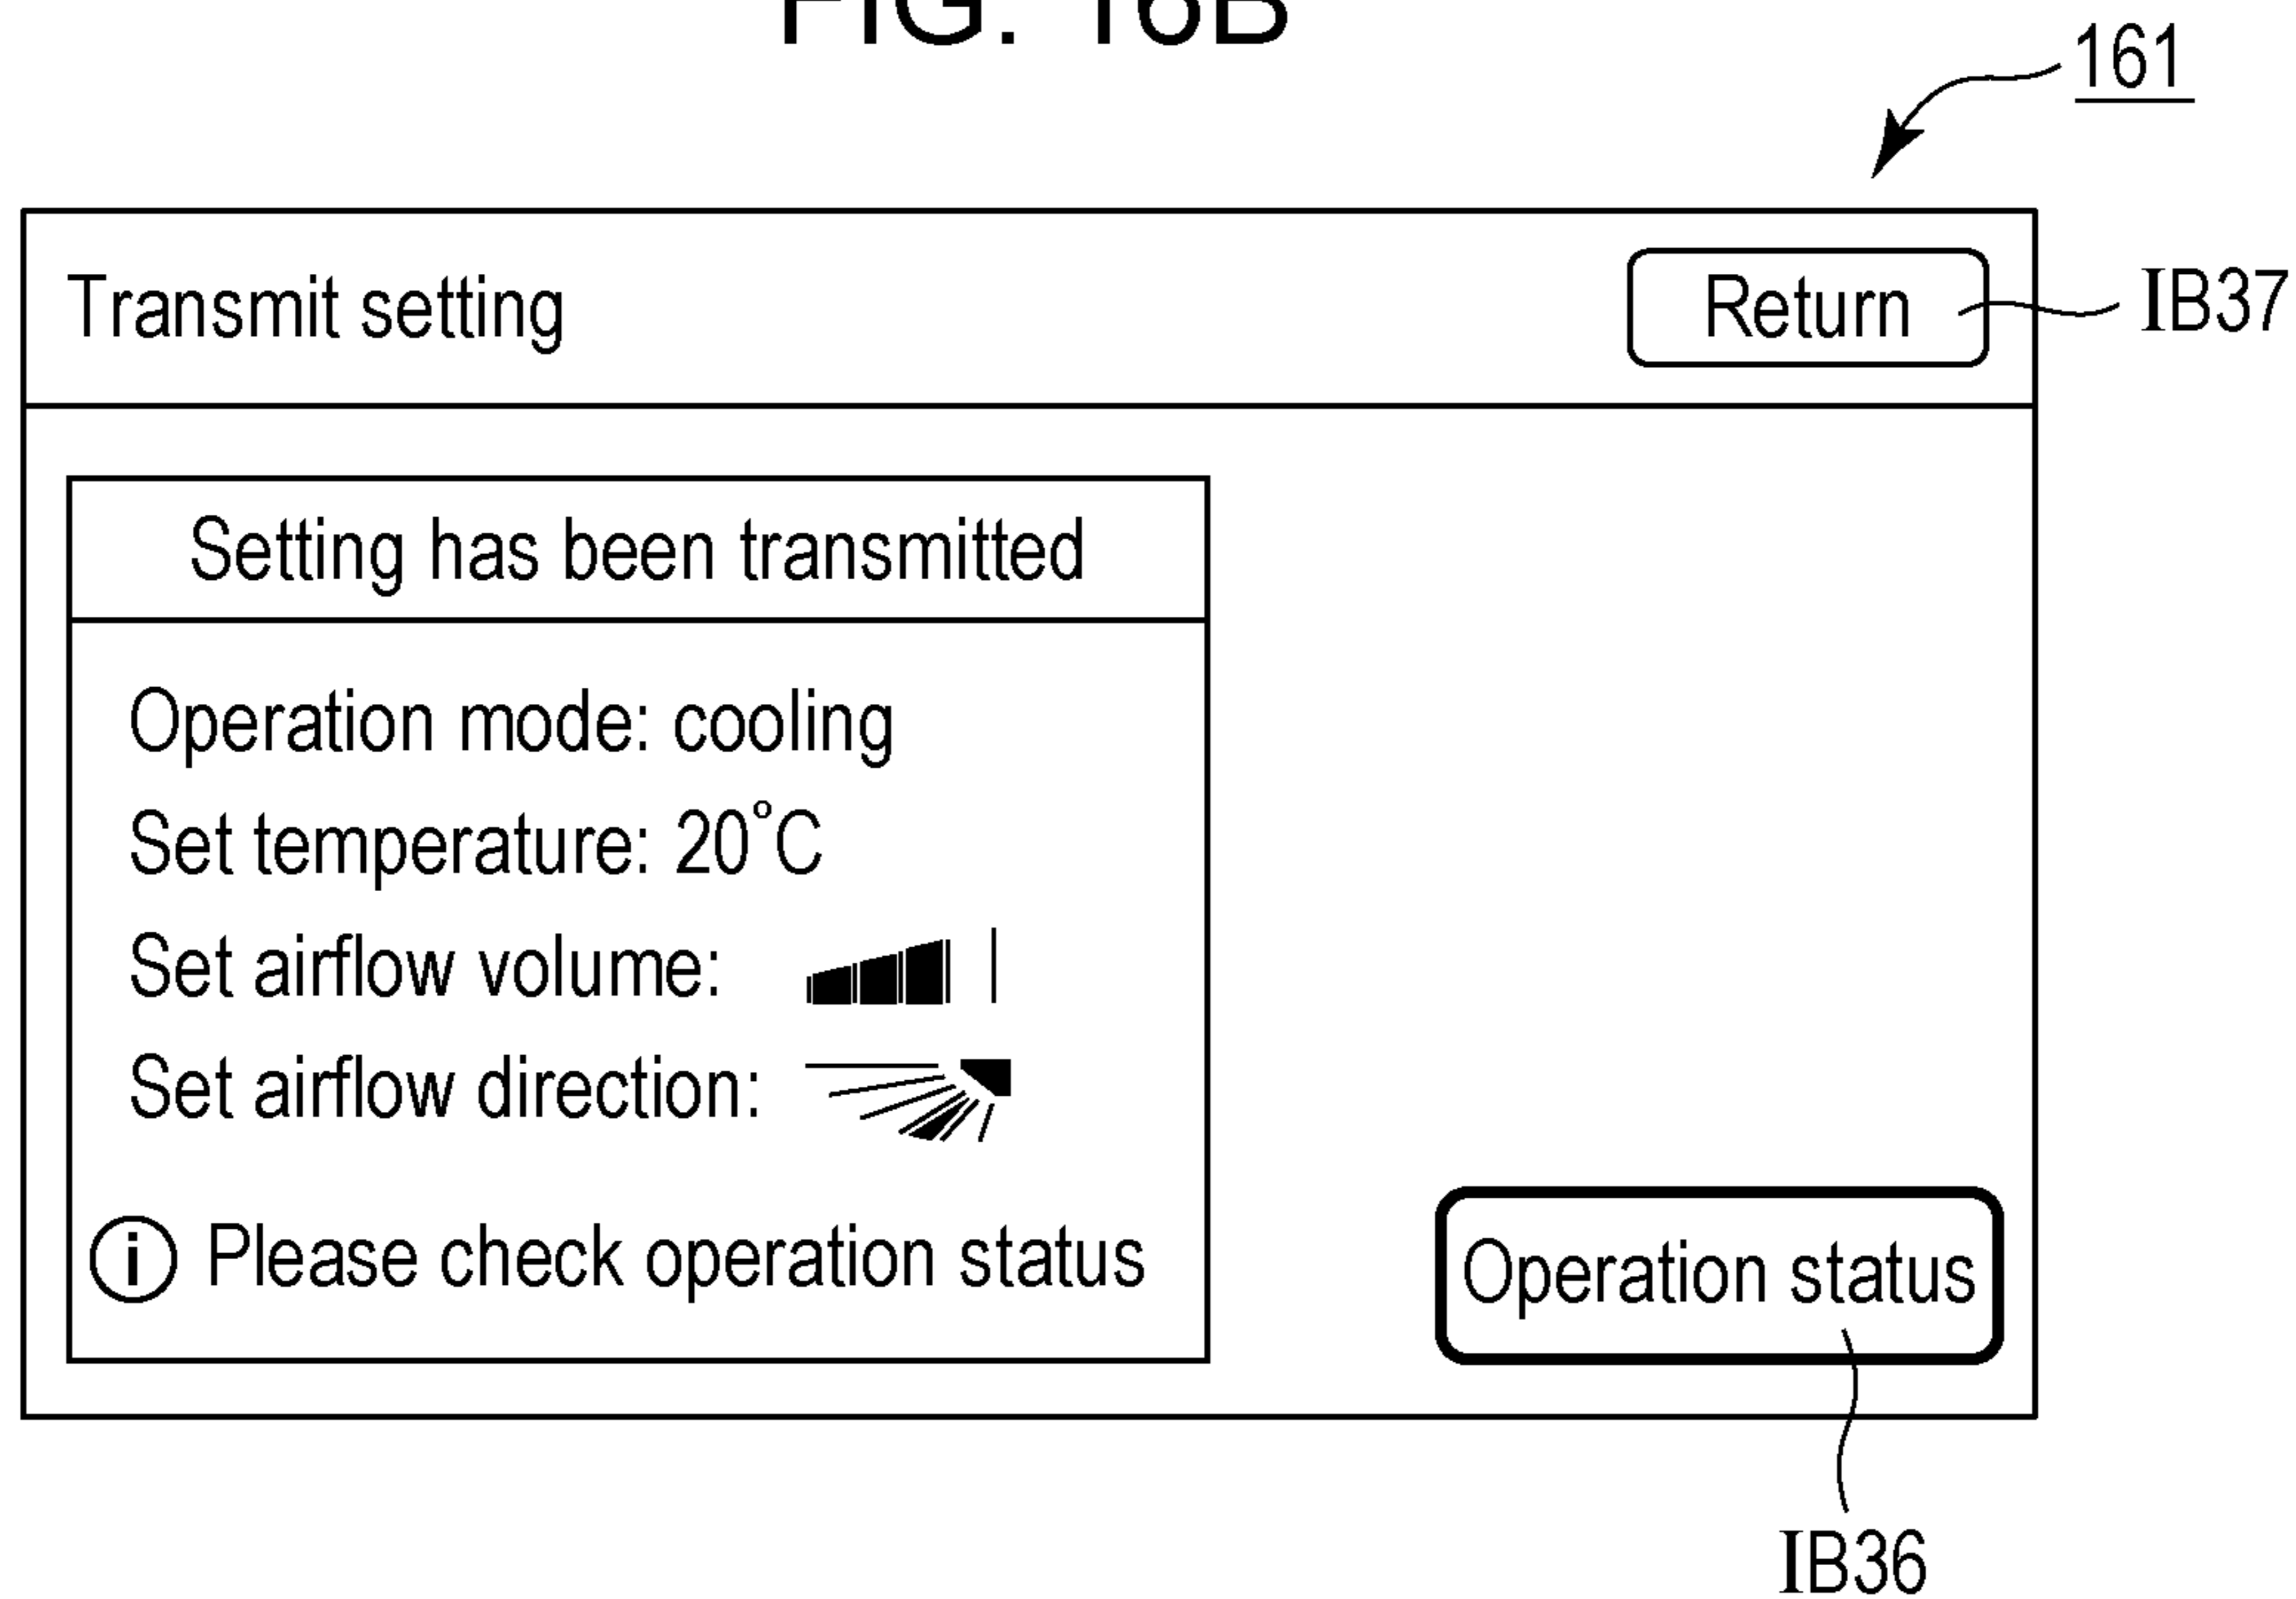 FIG. 16B
161
Transmit setting
Return
IB37
Setting has been transmitted
Operation mode: cooling
Set temperature: 20°C
Set airflow volume:
Set airflow direction:
i Please check operation status
Operation status
IB36